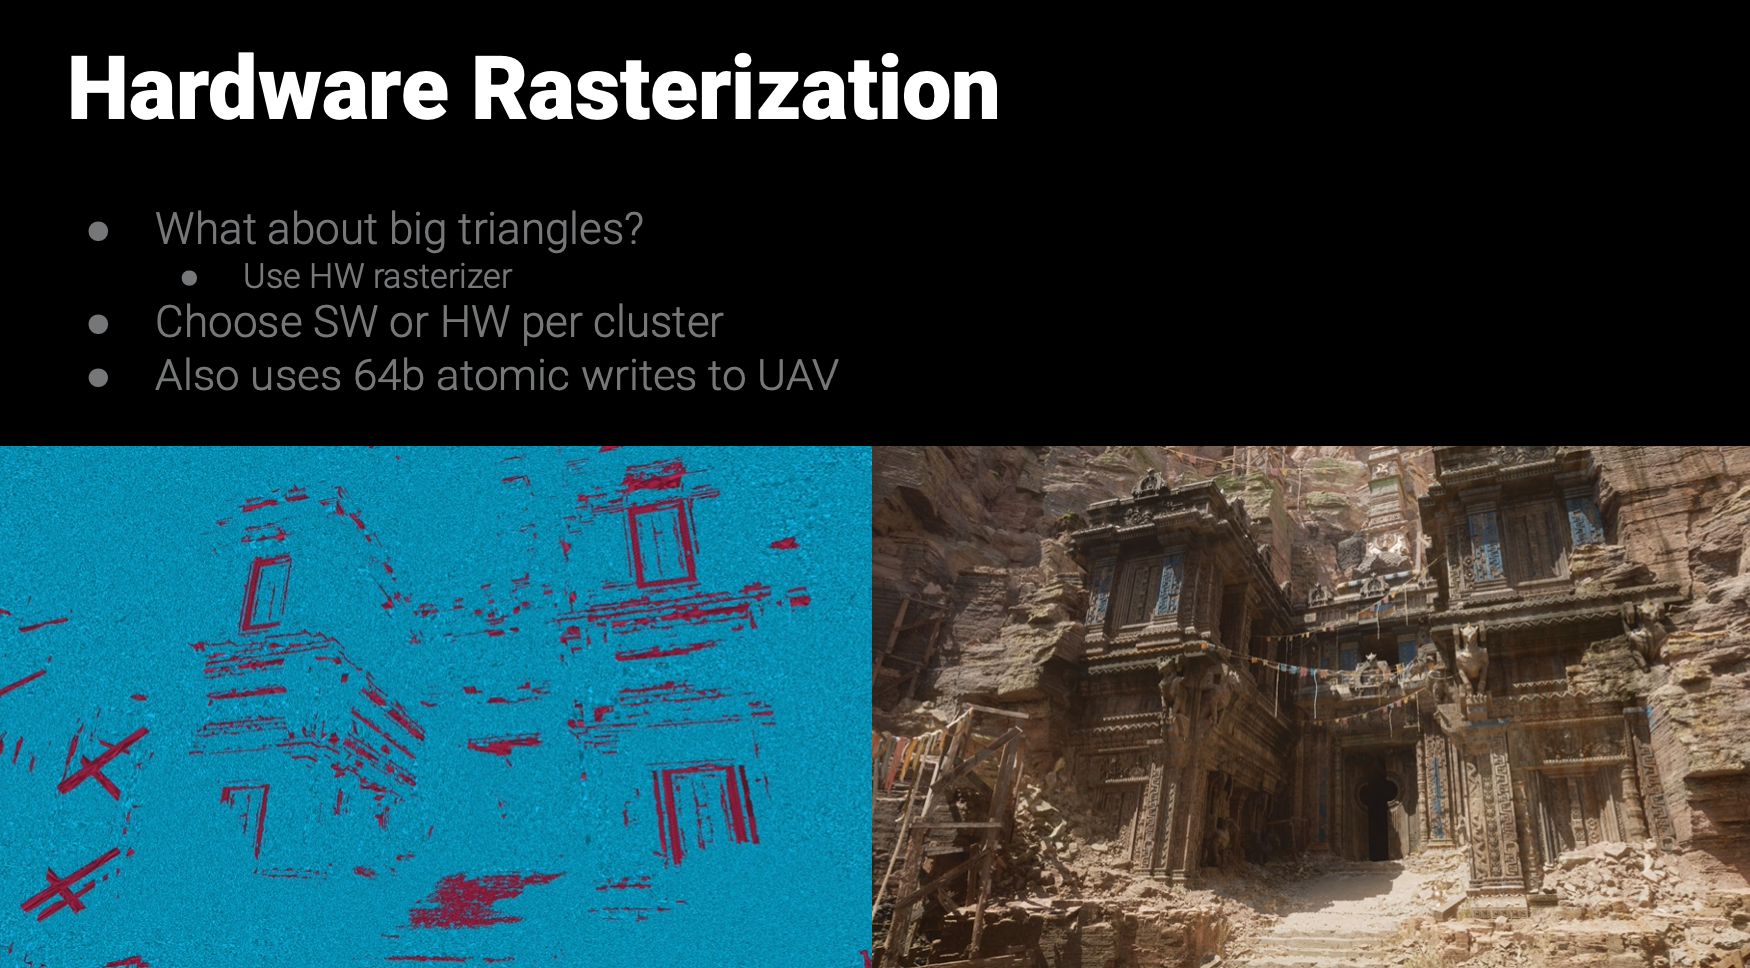 Hardware Rasterization
● What about big triangles?
● Use HW rasterizer
● Choose SW or HW per cluster
● Also uses 64b atomic writes to UAV